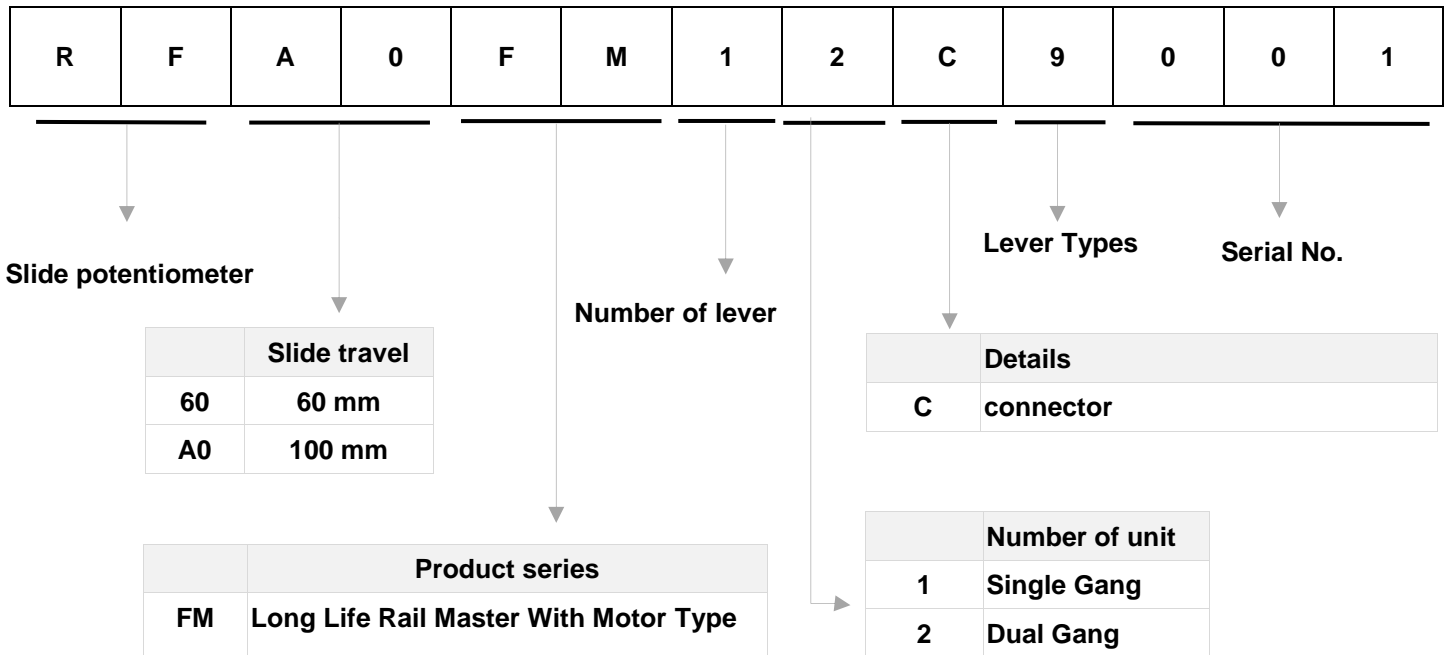 R F A 0 F M 1 2 C 9 0 0 1
Slide potentiometer
Lever Types
Serial No.
Number of lever
Slide travel
60 60 mm
A0 100 mm
Details
C connector
Product series
FM Long Life Rail Master With Motor Type
Number of unit
1 Single Gang
2 Dual Gang